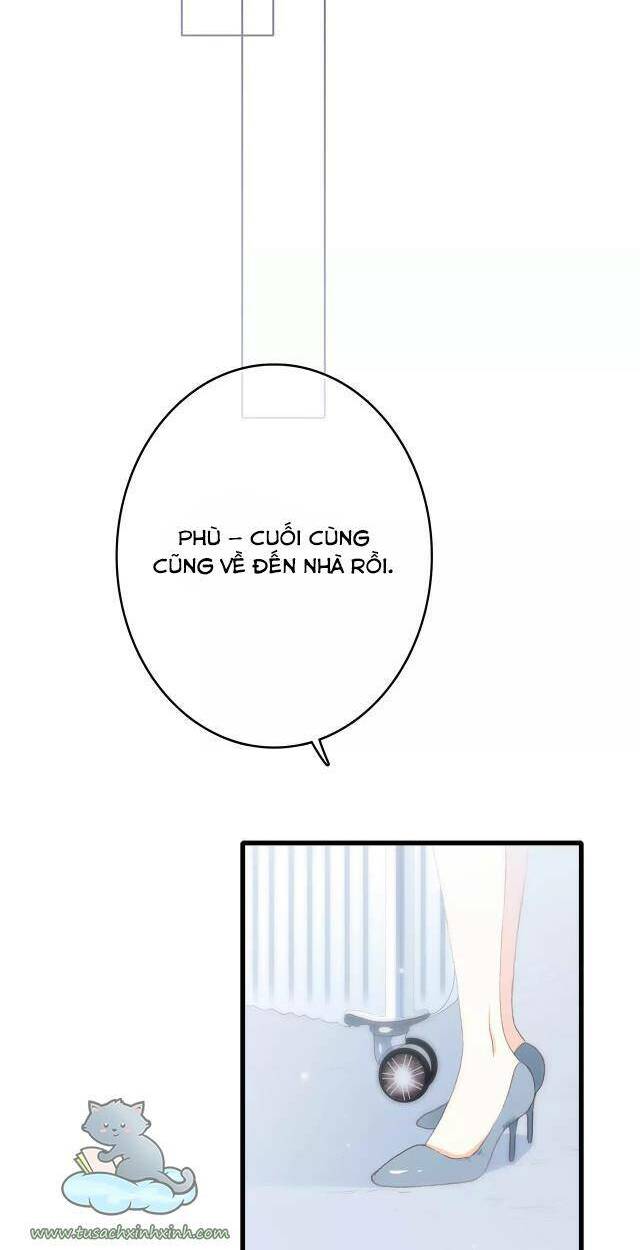 PHÙ – CUỐI CÙNG
CŨNG VỀ ĐẾN NHÀ RỒI.
www.tusachxinhxinh.com